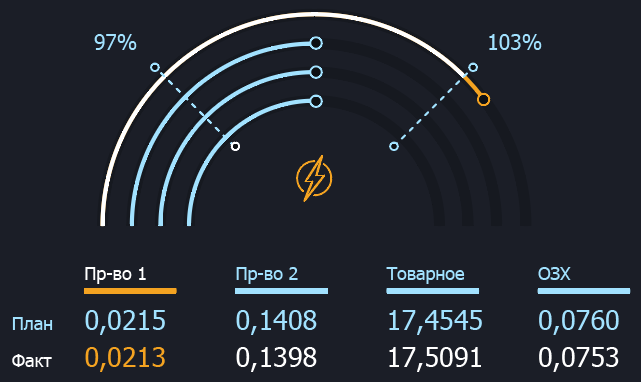 97% 103%
Пр-во 1 Пр-во 2 Товарное ОЗХ
План 0,0215 0,1408 17,4545 0,0760
Факт 0,0213 0,1398 17,5091 0,0753